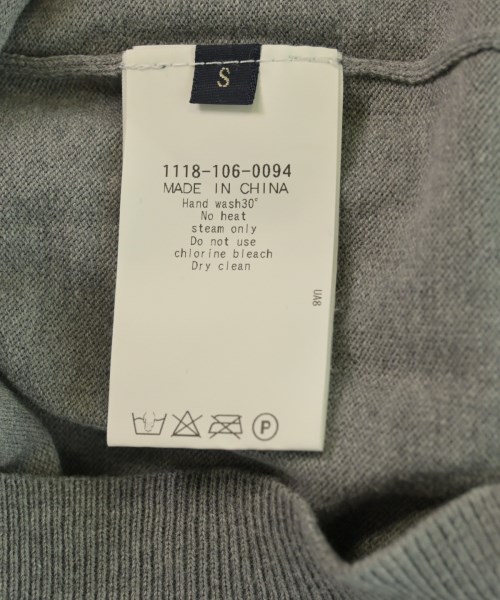 S
1118-106-0094
MADE IN CHINA
Hand wash30°
No heat
steam only
Do not use
chlorine bleach
Dry clean
UA8
P